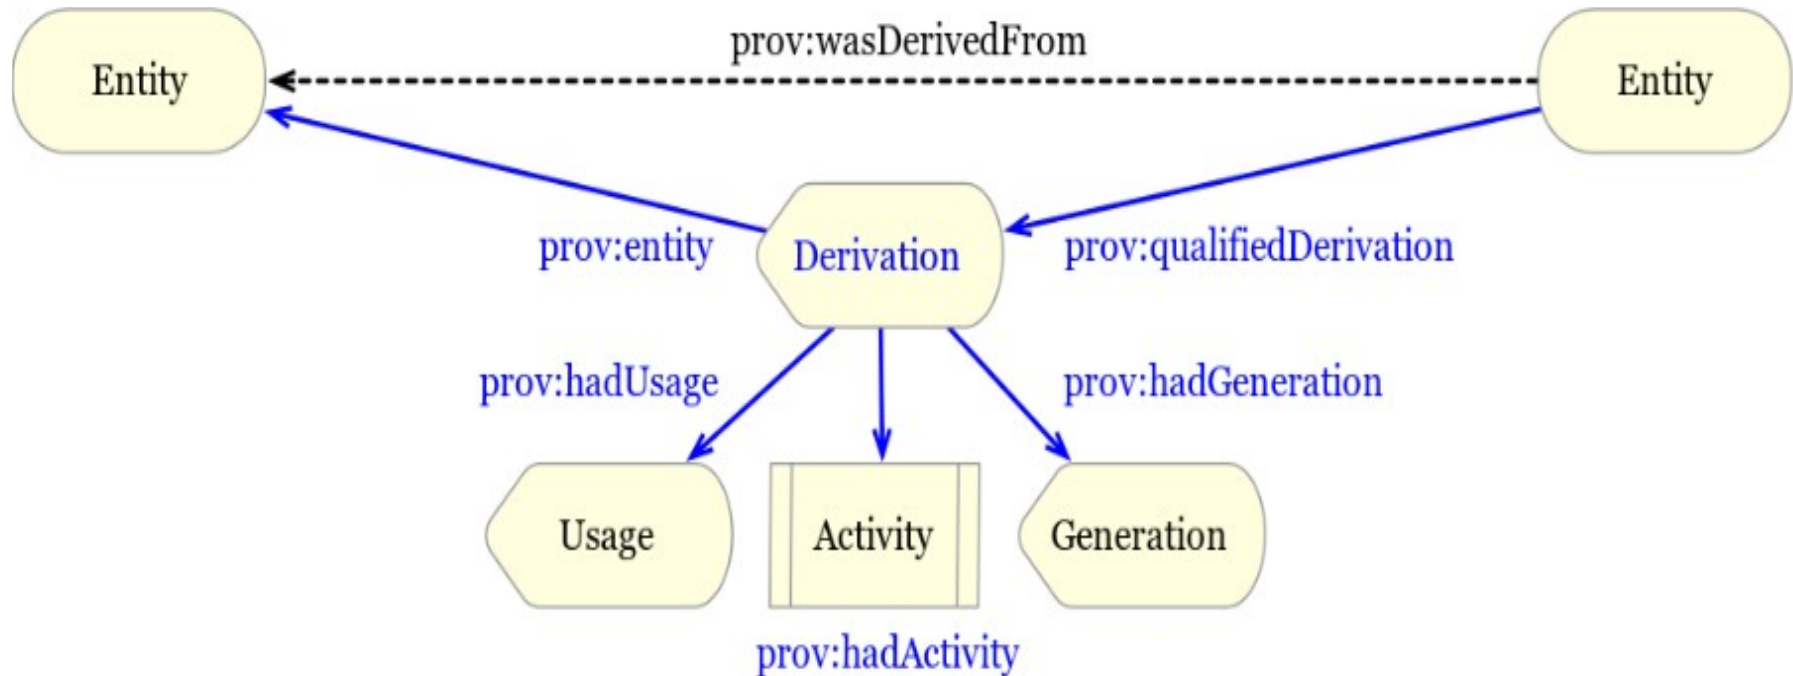 prov:wasDerivedFrom
Entity
Entity
prov:entity
Derivation
prov:qualifiedDerivation
prov:hadUsage
prov:hadGeneration
Usage
Activity
Generation
prov:hadActivity